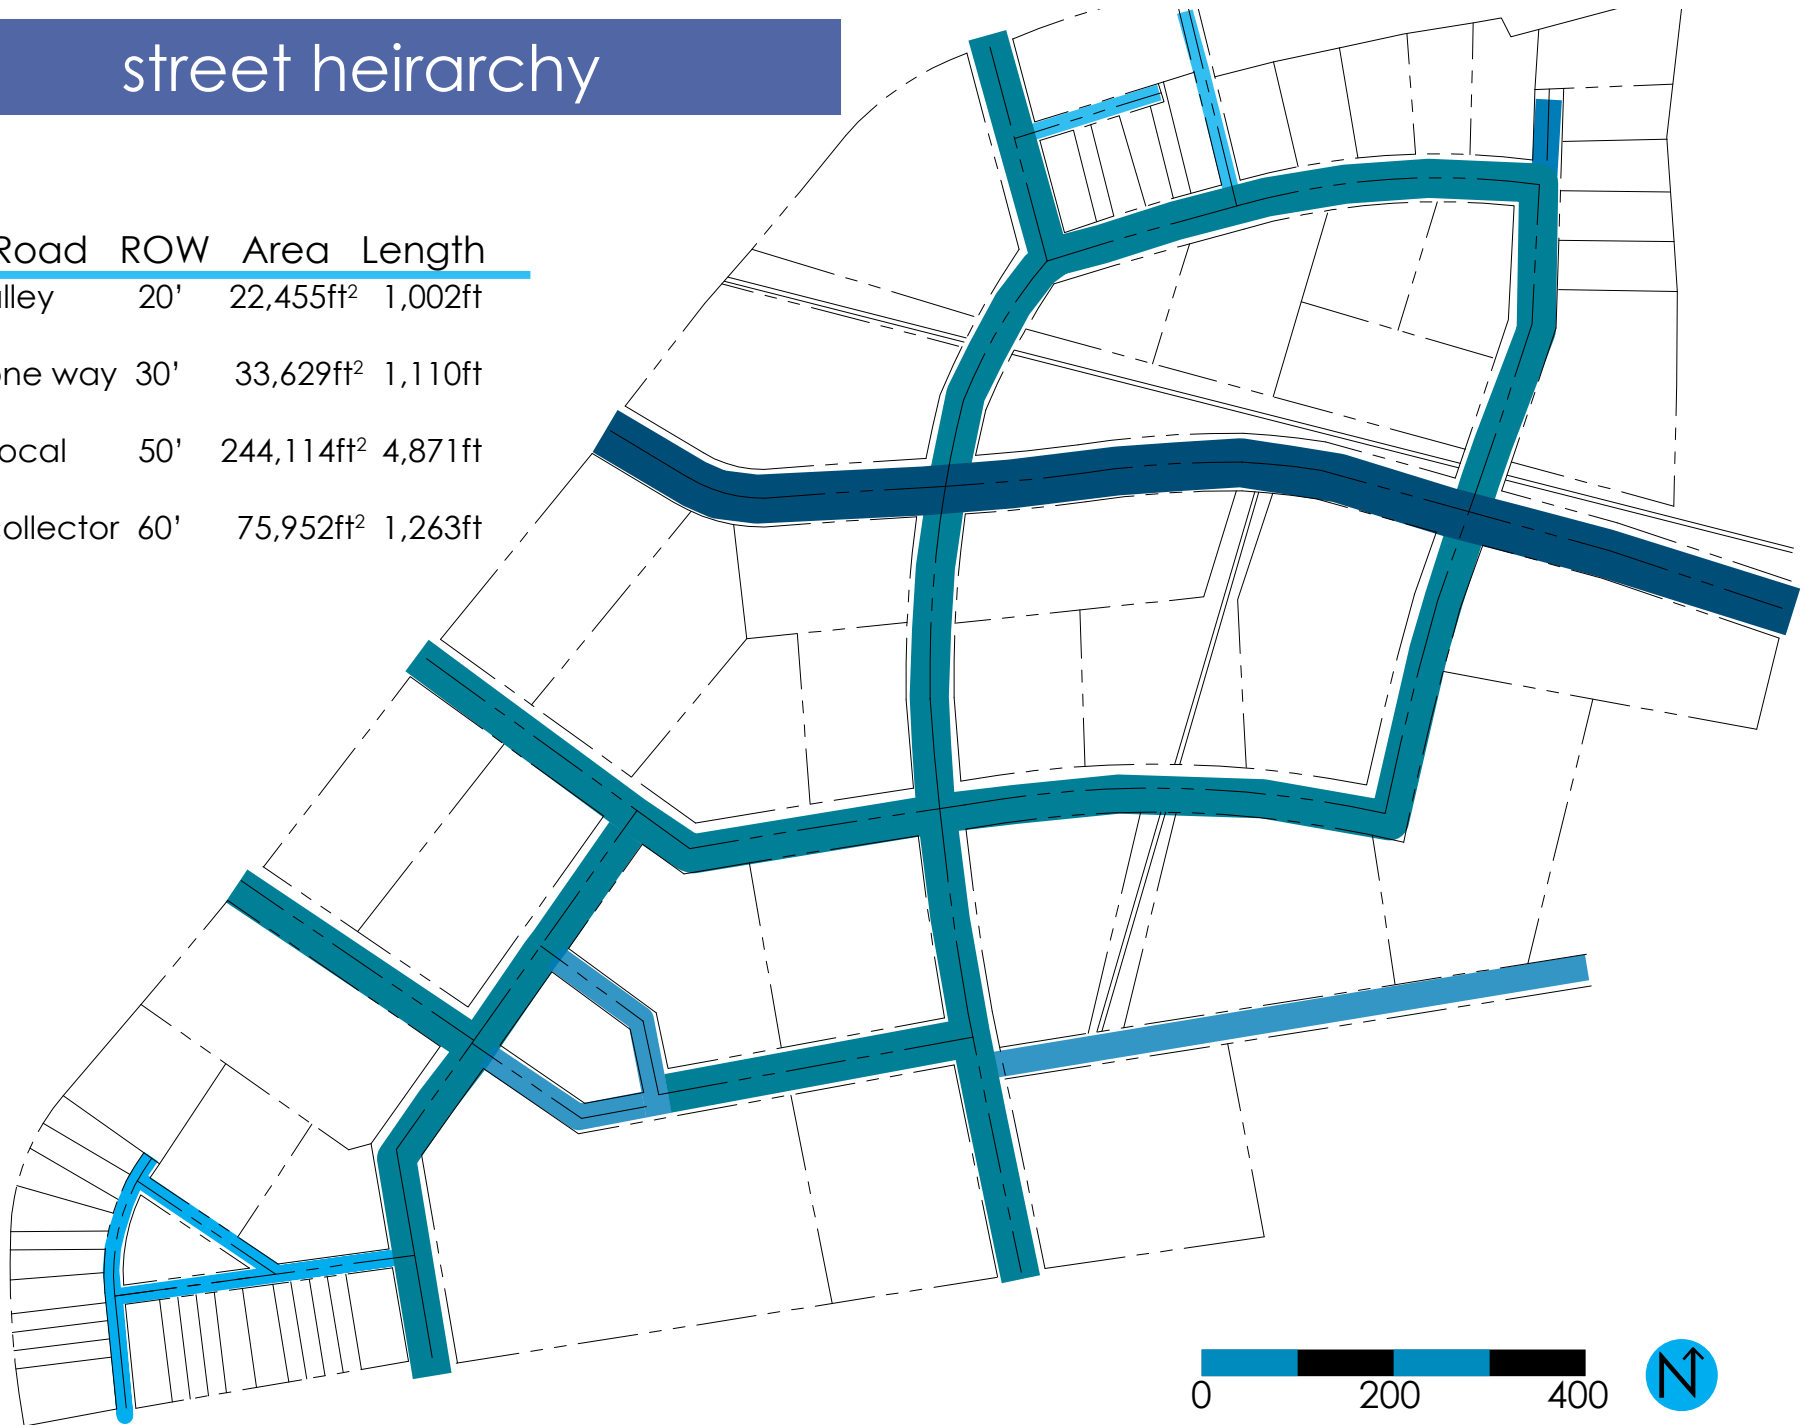 street heirarchy
Road ROW Area Length
lley 20' 22,455ft² 1,002ft
one way 30' 33,629ft² 1,110ft
ocal 50' 244,114ft² 4,871ft
ollector 60' 75,952ft² 1,263ft
0 200 400 N